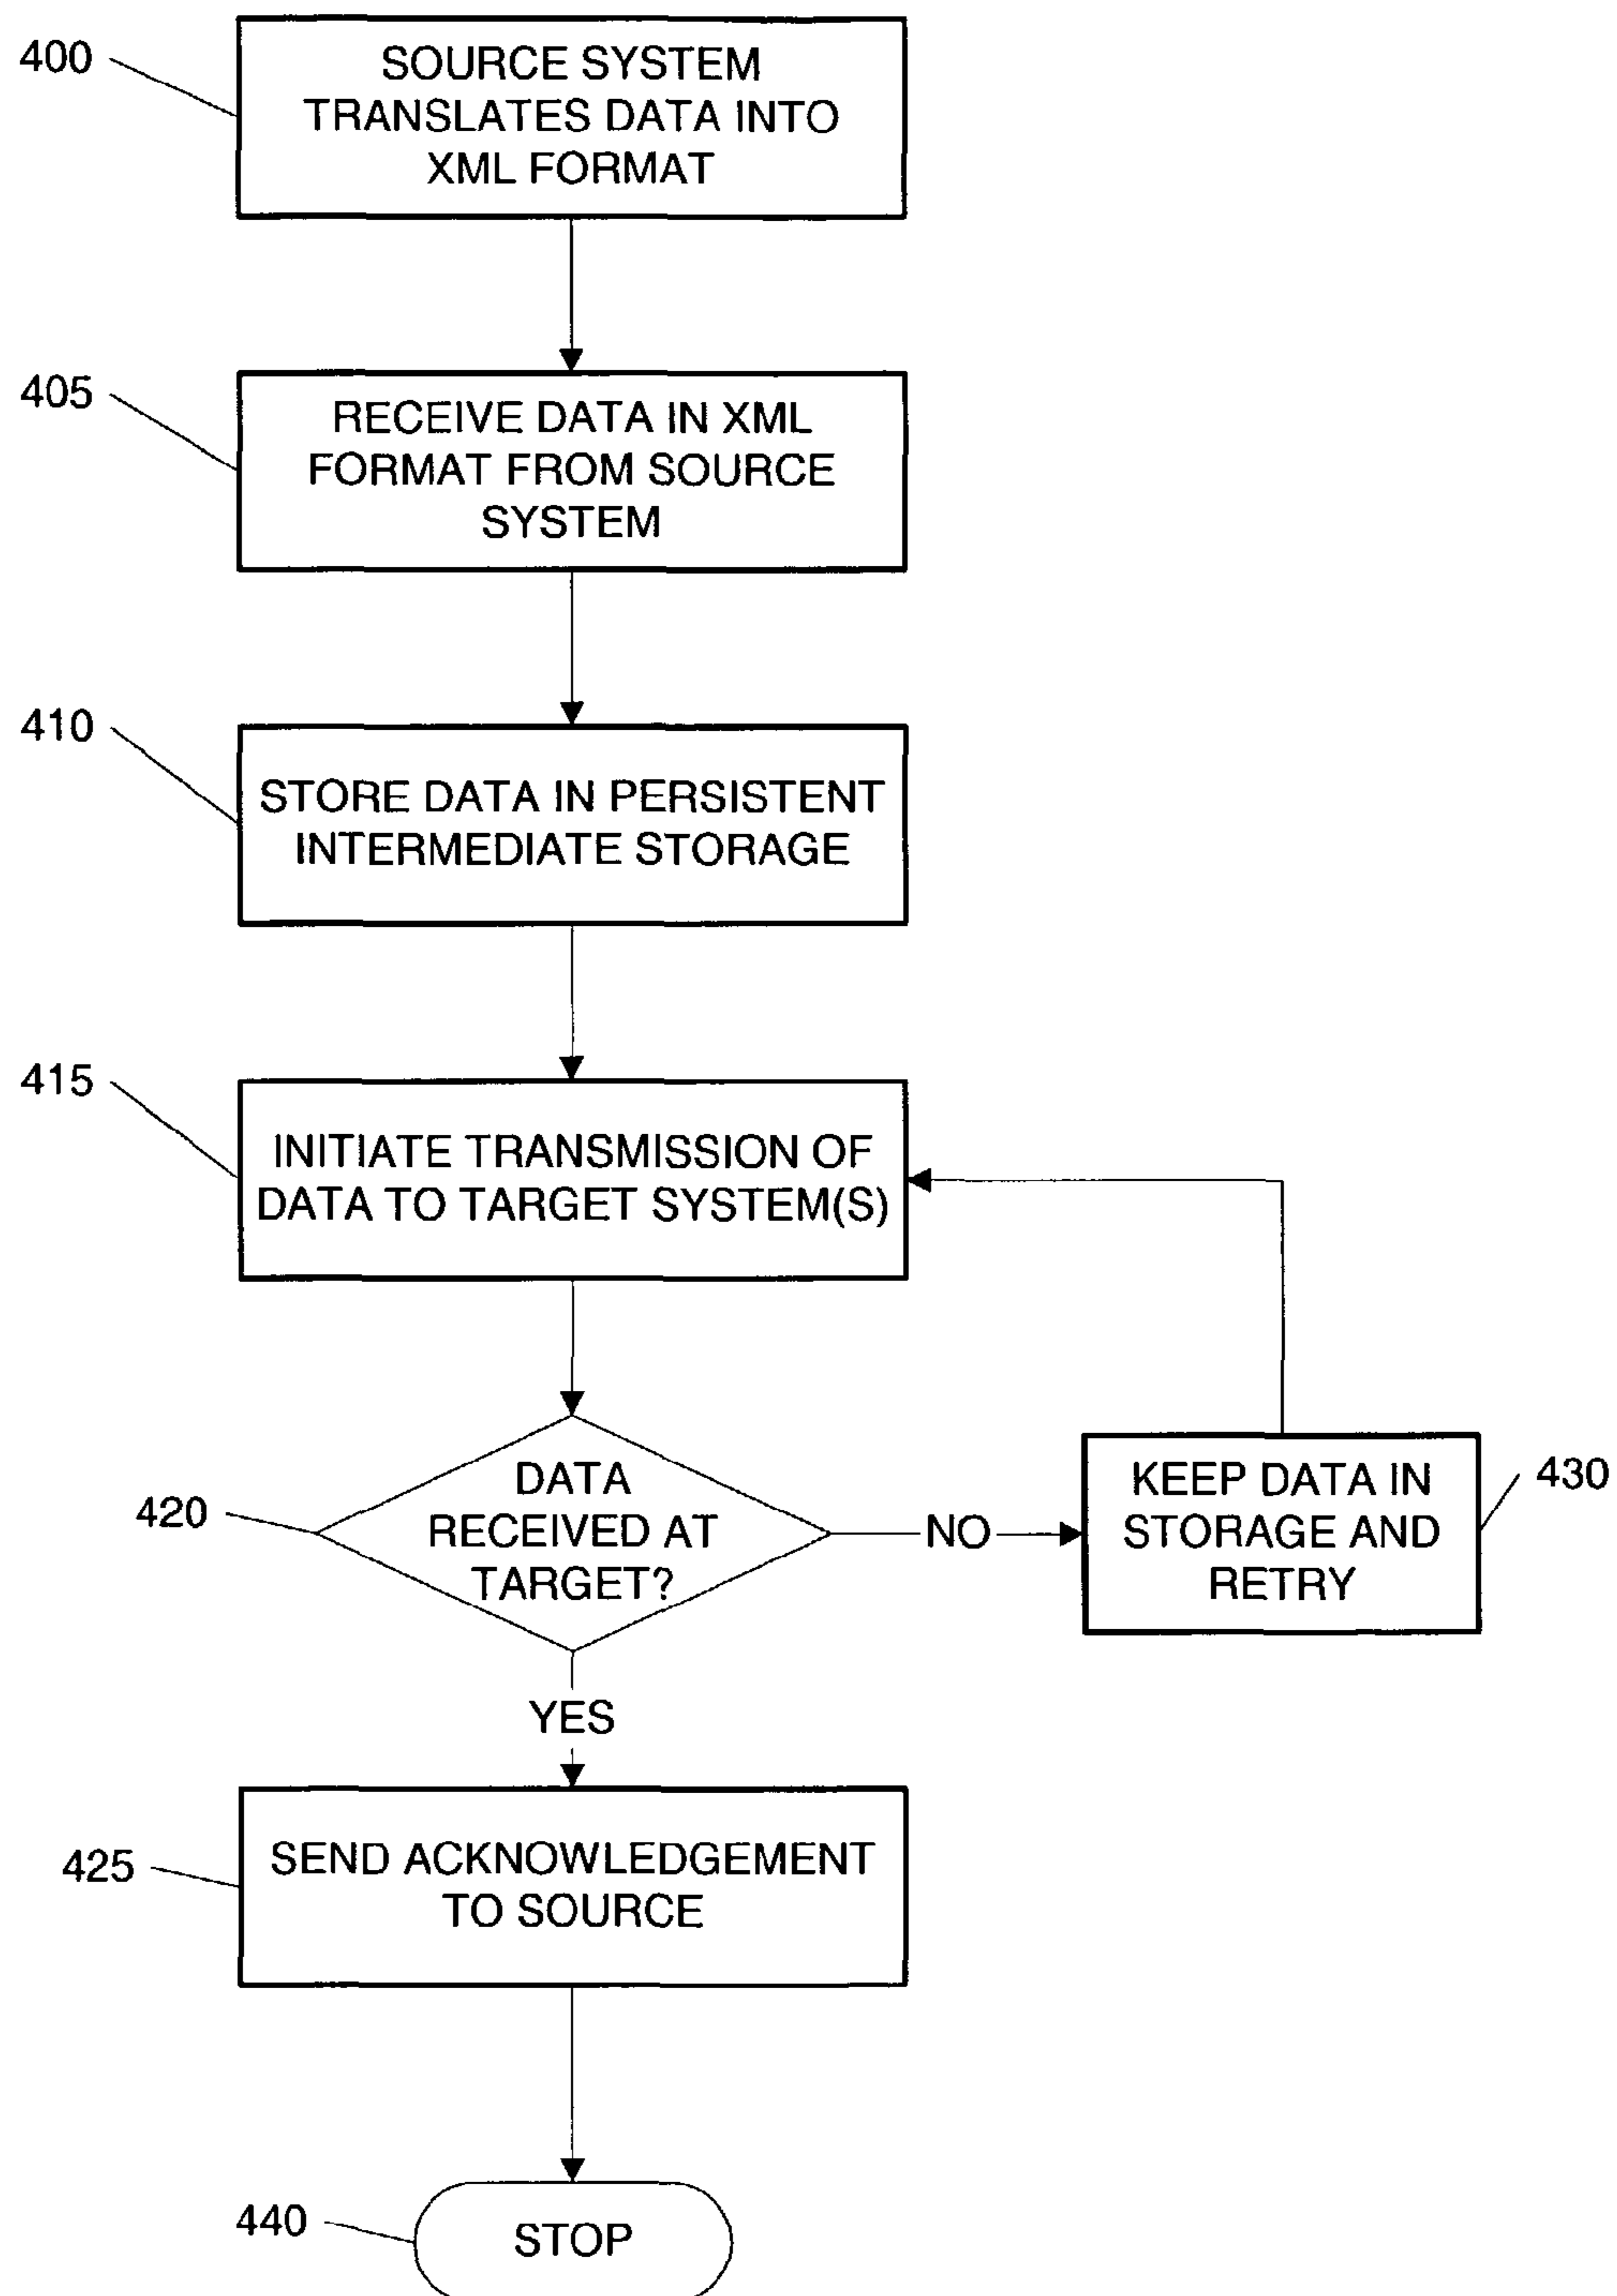 400
SOURCE SYSTEM
TRANSLATES DATA INTO
XML FORMAT
405
RECEIVE DATA IN XML
FORMAT FROM SOURCE
SYSTEM
410
STORE DATA IN PERSISTENT
INTERMEDIATE STORAGE
415
INITIATE TRANSMISSION OF
DATA TO TARGET SYSTEM(S)
420
DATA
RECEIVED AT
TARGET?
NO
KEEP DATA IN
STORAGE AND
RETRY
430
YES
425
SEND ACKNOWLEDGEMENT
TO SOURCE
440
STOP